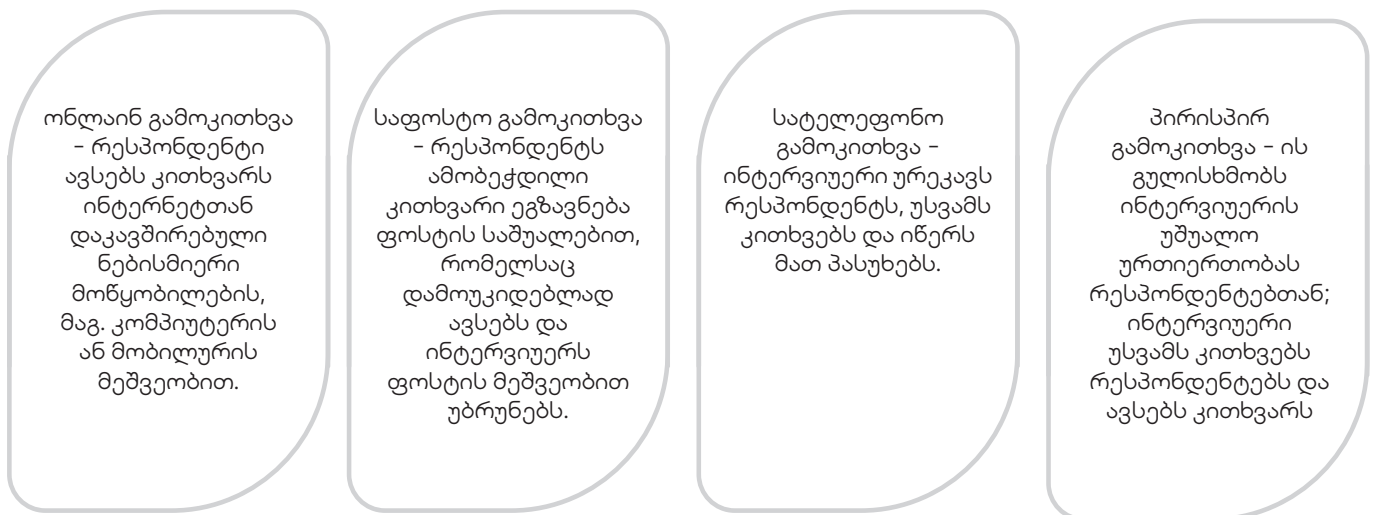 ონლაინ გამოკითხვა
– რესპონდენტი
ავსებს კითხვარს
ინტერნეტთან
დაკავშირებული
ნებისმიერი
მოწყობილების,
მაგ. კომპიუტერის
ან მობილურის
მეშვეობით.
საფოსტო გამოკითხვა
– რესპონდენტს
ამობეჭდილი
კითხვარი ეგზავნება
ფოსტის საშუალებით,
რომელსაც
დამოუკიდებლად
ავსებს და
ინტერვიუერს
ფოსტის მეშვეობით
უბრუნებს.
სატელეფონო
გამოკითხვა –
ინტერვიუერი ურეკავს
რესპონდენტს, უსვამს
კითხვებს და იწერს
მათ პასუხებს.
პირისპირ
გამოკითხვა – ის
გულისხმობს
ინტერვიუერის
უშუალო
ურთიერთობას
რესპონდენტებთან;
ინტერვიუერი
უსვამს კითხვებს
რესპონდენტებს და
ავსებს კითხვარს